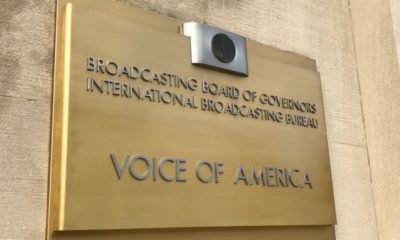 BROADCASTING BOARD OF GOVERNORS
INTERNATIONAL BROADCASTING BUREAU
VOICE OF AMERICA